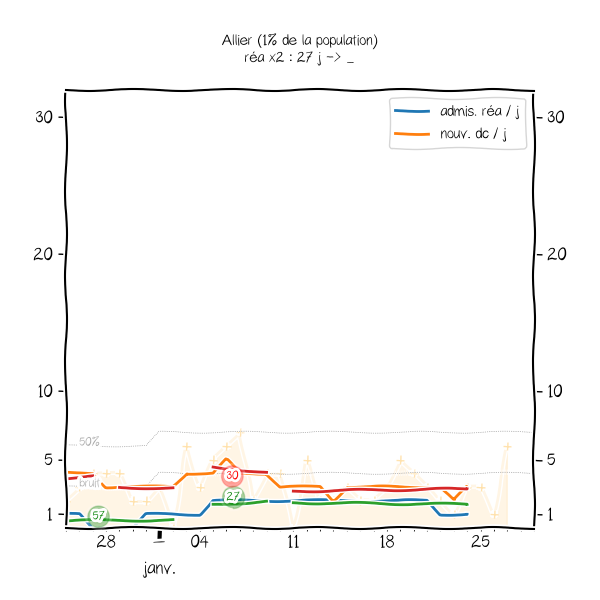 Allier (1% de la population)
réa x2 : 27 j -> _
admis. réa / j
nouv. dc / j
30 30
20 20
10 10
50%
5 5
bruit
30
27
57
1 1
28 1 04 11 18 25
janv.